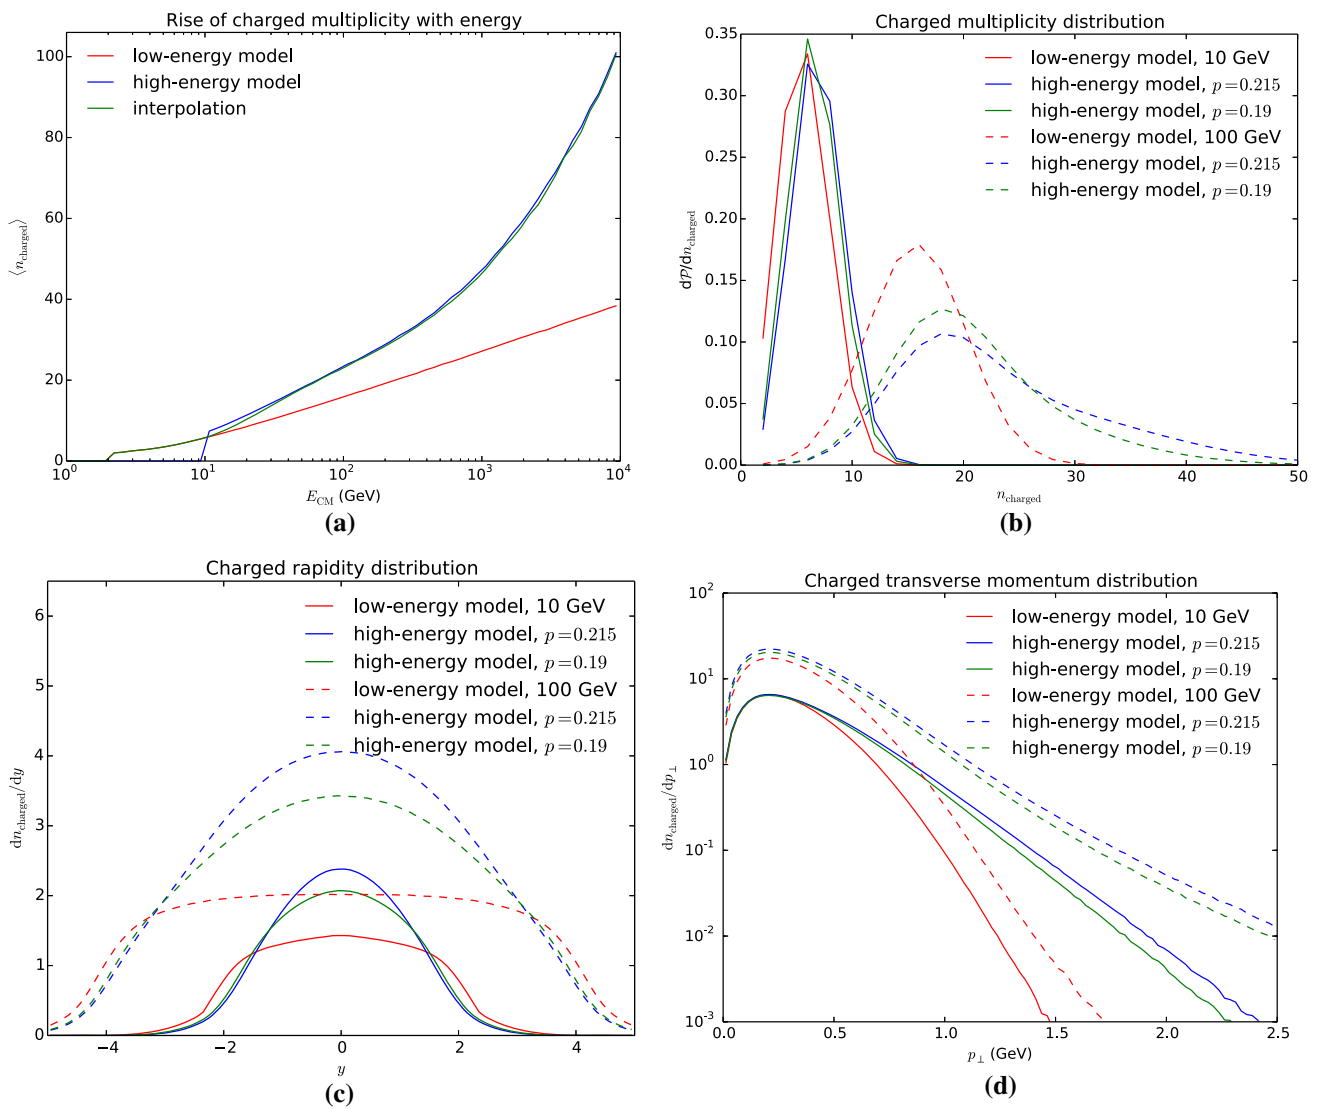 Rise of charged multiplicity with energy
100
80
60
40
20
0
⟨n_charged⟩
low-energy model
high-energy model
interpolation
10^0 10^1 10^2 10^3 10^4
E_CM (GeV)
(a)
Charged multiplicity distribution
0.35
0.30
0.25
0.20
0.15
0.10
0.05
0.00
d𝒫/dn_charged
low-energy model, 10 GeV
high-energy model, p=0.215
high-energy model, p=0.19
low-energy model, 100 GeV
high-energy model, p=0.215
high-energy model, p=0.19
0 10 20 30 40 50
n_charged
(b)
Charged rapidity distribution
6
5
4
3
2
1
0
dn_charged/dy
low-energy model, 10 GeV
high-energy model, p=0.215
high-energy model, p=0.19
low-energy model, 100 GeV
high-energy model, p=0.215
high-energy model, p=0.19
−4 −2 0 2 4
y
(c)
Charged transverse momentum distribution
10^2
10^1
10^0
10^-1
10^-2
10^-3
dn_charged/dp_⊥
low-energy model, 10 GeV
high-energy model, p=0.215
high-energy model, p=0.19
low-energy model, 100 GeV
high-energy model, p=0.215
high-energy model, p=0.19
0.0 0.5 1.0 1.5 2.0 2.5
p_⊥ (GeV)
(d)